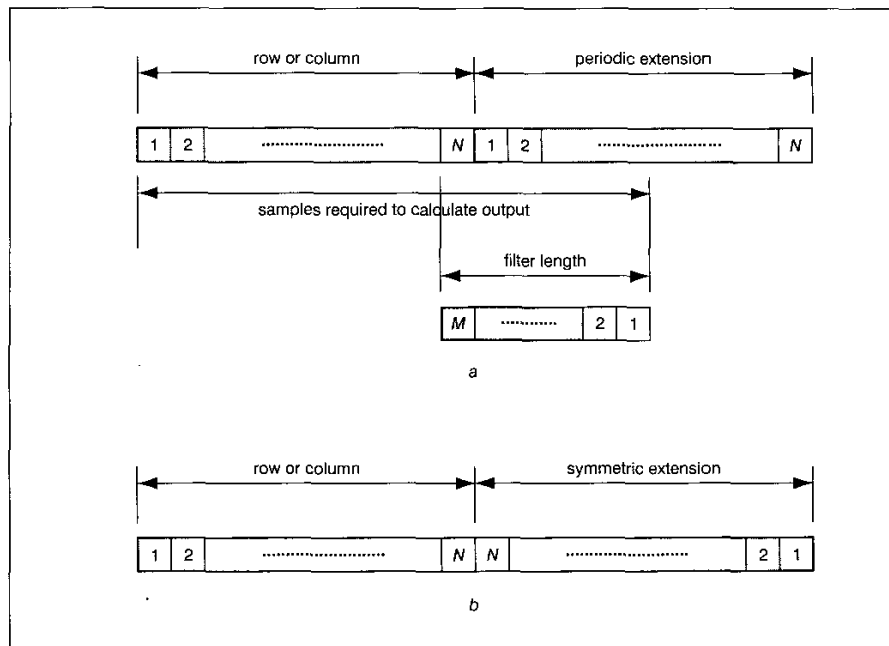 row or column periodic extension
1 2 ................ N 1 2 ................ N
samples required to calculate output
filter length
M .......... 2 1
a
row or column symmetric extension
1 2 ................ N N ................ 2 1
b